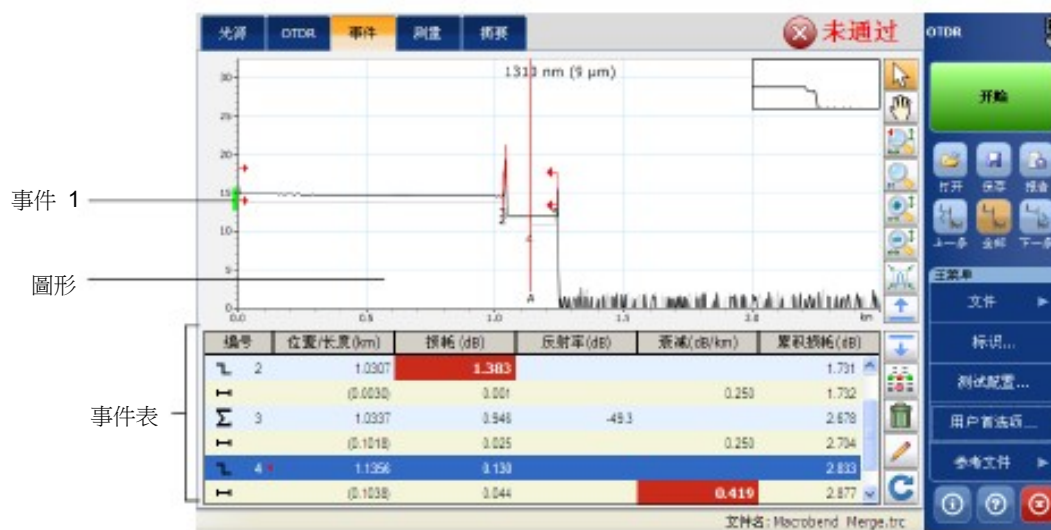 光源 OTDR 事件 测量 摘要
未通过
OTDR
1310 nm (9 µm)
开始
打开 保存 报告
上一条 全部 下一条
主菜单
文件
标识...
测试配置...
用户首选项...
参考文件
事件 1
圖形
事件表
30
25
20
15
10
5
0
0.0 0.5 1.0 1.5 2.0 km
2
4
A
编号 位置/长度(km) 损耗(dB) 反射率(dB) 衰减(dB/km) 累积损耗(dB)
2 1.0307 1.383 1.731
(0.0030) 0.001 0.250 1.732
Σ 3 1.0337 0.946 -49.3 2.678
(0.1018) 0.025 0.250 2.704
4 1.1356 0.130 2.833
(0.1038) 0.044 0.419 2.877
文件名: Macrobend Merge.trc